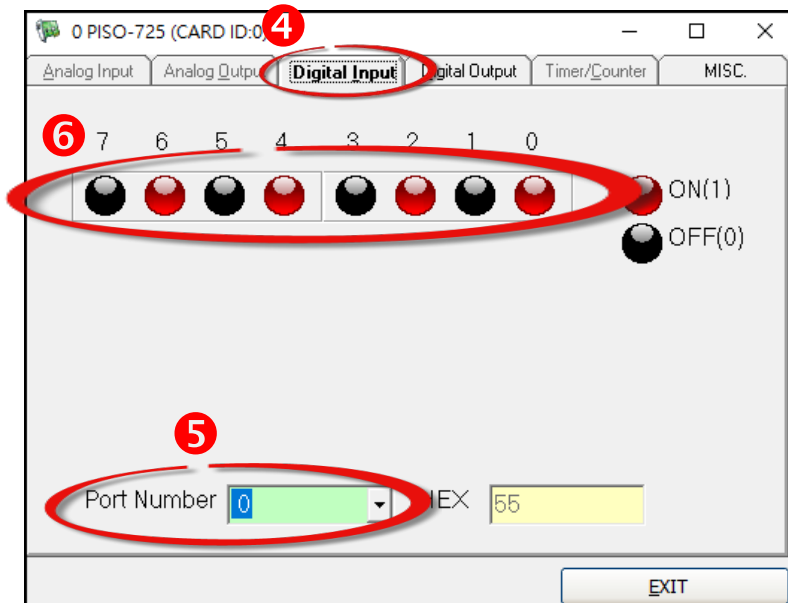 0 PISO-725 (CARD ID:0)
4
Analog Input Analog Output Digital Input Digital Output Timer/Counter MISC.
6
7 6 5 4 3 2 1 0
ON(1)
OFF(0)
5
Port Number 0 HEX 55
EXIT